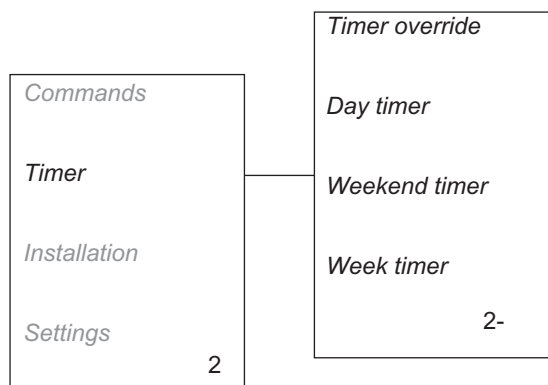 Commands
Timer
Installation
Settings
2
Timer override
Day timer
Weekend timer
Week timer
2-